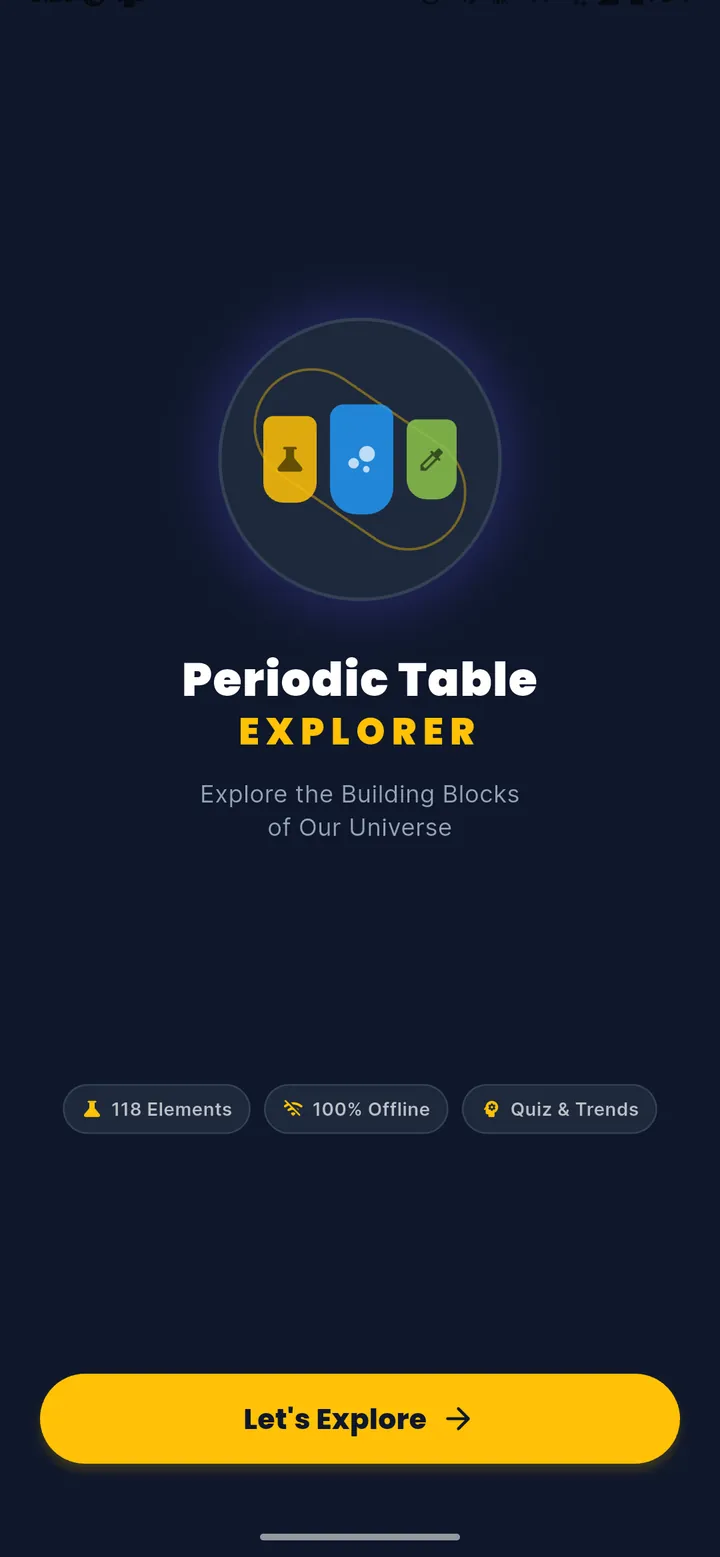 Periodic Table
EXPLORER
Explore the Building Blocks
of Our Universe
118 Elements
100% Offline
Quiz & Trends
Let's Explore